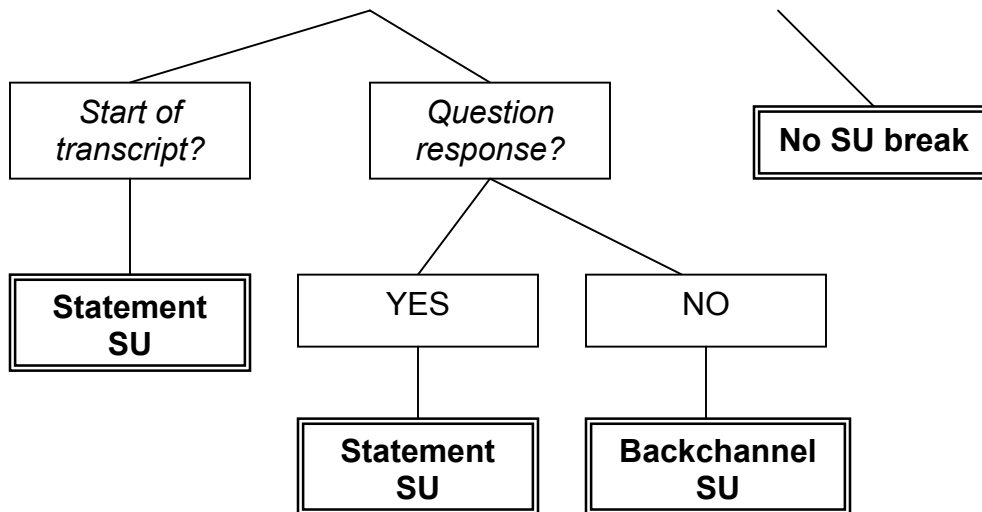 Start of
transcript?
Question
response?
No SU break
Statement
SU
YES
NO
Statement
SU
Backchannel
SU